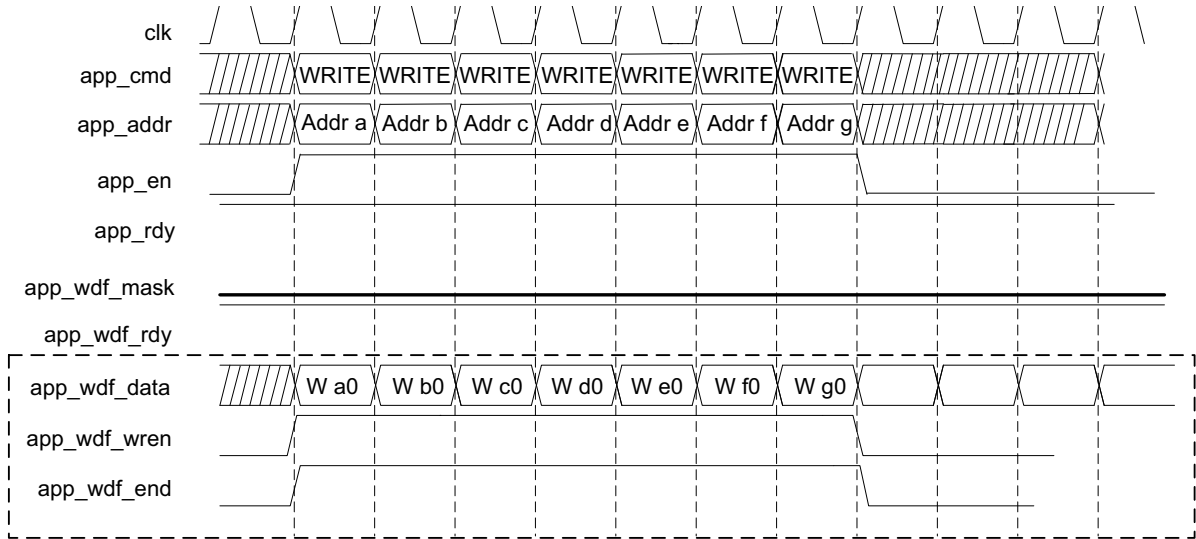 clk
app_cmd WRITE WRITE WRITE WRITE WRITE WRITE WRITE
app_addr Addr a Addr b Addr c Addr d Addr e Addr f Addr g
app_en
app_rdy
app_wdf_mask
app_wdf_rdy
app_wdf_data W a0 W b0 W c0 W d0 W e0 W f0 W g0
app_wdf_wren
app_wdf_end